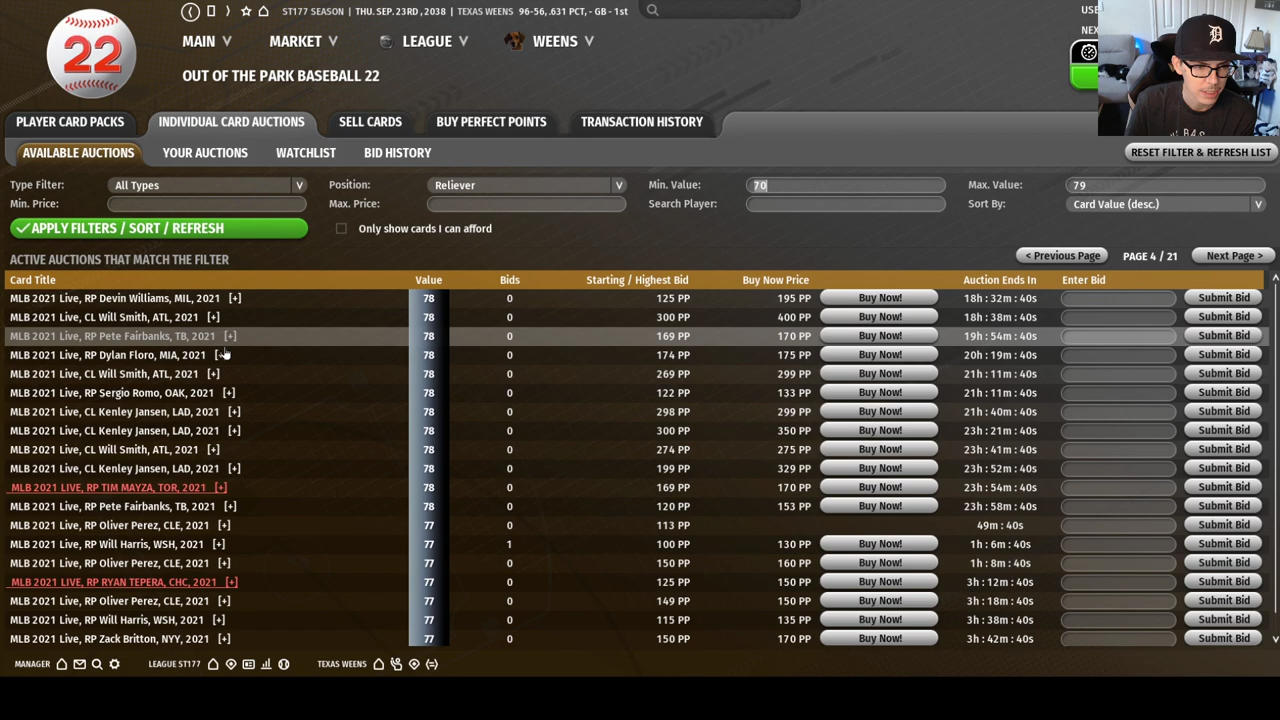 ST177 SEASON | THU. SEP. 23RD, 2038 | TEXAS WEENS 96-56, .631 PCT, - GB - 1st
USE
22
MAIN MARKET LEAGUE WEENS
NEX
OUT OF THE PARK BASEBALL 22
D
PLAYER CARD PACKS INDIVIDUAL CARD AUCTIONS SELL CARDS BUY PERFECT POINTS TRANSACTION HISTORY
AVAILABLE AUCTIONS YOUR AUCTIONS WATCHLIST BID HISTORY RESET FILTER & REFRESH LIST
Type Filter: All Types Position: Reliever Min. Value: 70 Max. Value: 79
Min. Price: Max. Price: Search Player: Sort By: Card Value (desc.)
APPLY FILTERS / SORT / REFRESH Only show cards I can afford
ACTIVE AUCTIONS THAT MATCH THE FILTER < Previous Page PAGE 4 / 21 Next Page >
Card Title Value Bids Starting / Highest Bid Buy Now Price Auction Ends In Enter Bid
MLB 2021 Live, RP Devin Williams, MIL, 2021 [+] 78 0 125 PP 195 PP Buy Now! 18h : 32m : 40s Submit Bid
MLB 2021 Live, CL Will Smith, ATL, 2021 [+] 78 0 300 PP 400 PP Buy Now! 18h : 38m : 40s Submit Bid
MLB 2021 Live, RP Pete Fairbanks, TB, 2021 [+] 78 0 169 PP 170 PP Buy Now! 19h : 54m : 40s Submit Bid
MLB 2021 Live, RP Dylan Floro, MIA, 2021 78 0 174 PP 175 PP Buy Now! 20h : 19m : 40s Submit Bid
MLB 2021 Live, CL Will Smith, ATL, 2021 [+] 78 0 269 PP 299 PP Buy Now! 21h : 11m : 40s Submit Bid
MLB 2021 Live, RP Sergio Romo, OAK, 2021 [+] 78 0 122 PP 133 PP Buy Now! 21h : 11m : 40s Submit Bid
MLB 2021 Live, CL Kenley Jansen, LAD, 2021 [+] 78 0 298 PP 299 PP Buy Now! 21h : 40m : 40s Submit Bid
MLB 2021 Live, CL Kenley Jansen, LAD, 2021 [+] 78 0 300 PP 350 PP Buy Now! 23h : 21m : 40s Submit Bid
MLB 2021 Live, CL Will Smith, ATL, 2021 [+] 78 0 274 PP 275 PP Buy Now! 23h : 41m : 40s Submit Bid
MLB 2021 Live, CL Kenley Jansen, LAD, 2021 [+] 78 0 199 PP 329 PP Buy Now! 23h : 52m : 40s Submit Bid
MLB 2021 LIVE, RP TIM MAYZA, TOR, 2021 [+] 78 0 169 PP 170 PP Buy Now! 23h : 54m : 40s Submit Bid
MLB 2021 Live, RP Pete Fairbanks, TB, 2021 [+] 78 0 120 PP 153 PP Buy Now! 23h : 58m : 40s Submit Bid
MLB 2021 Live, RP Oliver Perez, CLE, 2021 [+] 77 0 113 PP 49m : 40s Submit Bid
MLB 2021 Live, RP Will Harris, WSH, 2021 [+] 77 1 100 PP 130 PP Buy Now! 1h : 6m : 40s Submit Bid
MLB 2021 Live, RP Oliver Perez, CLE, 2021 [+] 77 0 150 PP 160 PP Buy Now! 1h : 8m : 40s Submit Bid
MLB 2021 LIVE, RP RYAN TEPERA, CHC, 2021 [+] 77 0 125 PP 150 PP Buy Now! 3h : 12m : 40s Submit Bid
MLB 2021 Live, RP Oliver Perez, CLE, 2021 [+] 77 0 149 PP 150 PP Buy Now! 3h : 18m : 40s Submit Bid
MLB 2021 Live, RP Will Harris, WSH, 2021 [+] 77 0 115 PP 135 PP Buy Now! 3h : 38m : 40s Submit Bid
MLB 2021 Live, RP Zack Britton, NYY, 2021 [+] 77 0 150 PP 170 PP Buy Now! 3h : 42m : 40s Submit Bid
MANAGER LEAGUE ST177 TEXAS WEENS